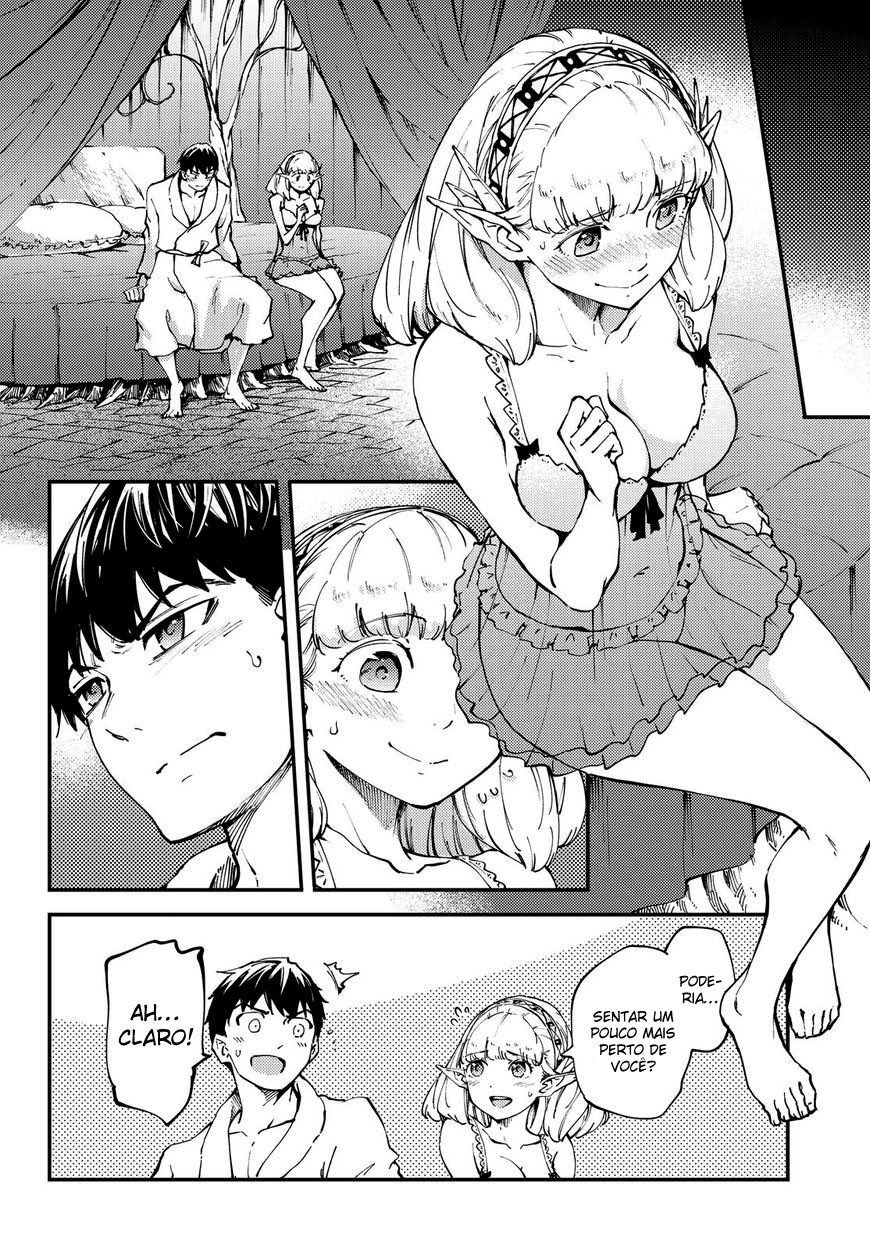 PODE-
RIA...
SENTAR UM
POUCO MAIS
PERTO DE
VOCÊ?
AH...
CLARO!